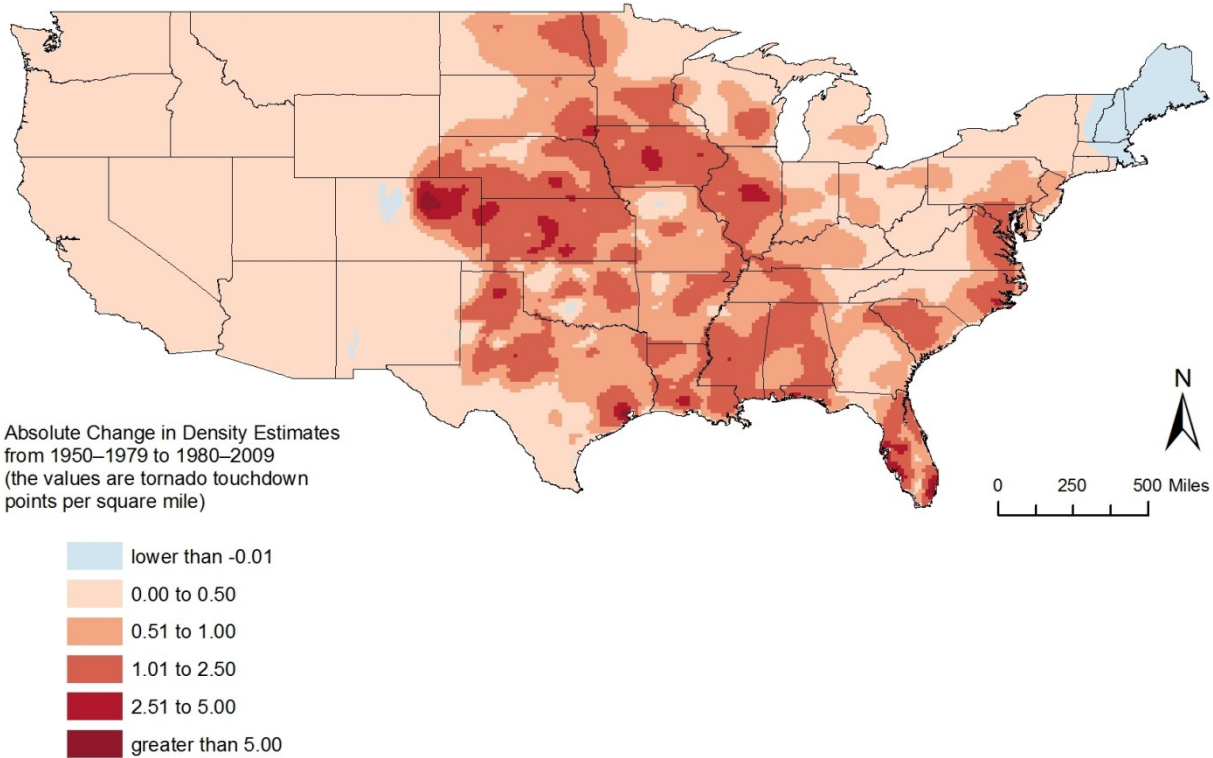 N
Absolute Change in Density Estimates
from 1950–1979 to 1980–2009
(the values are tornado touchdown
points per square mile)
0 250 500 Miles
lower than -0.01
0.00 to 0.50
0.51 to 1.00
1.01 to 2.50
2.51 to 5.00
greater than 5.00